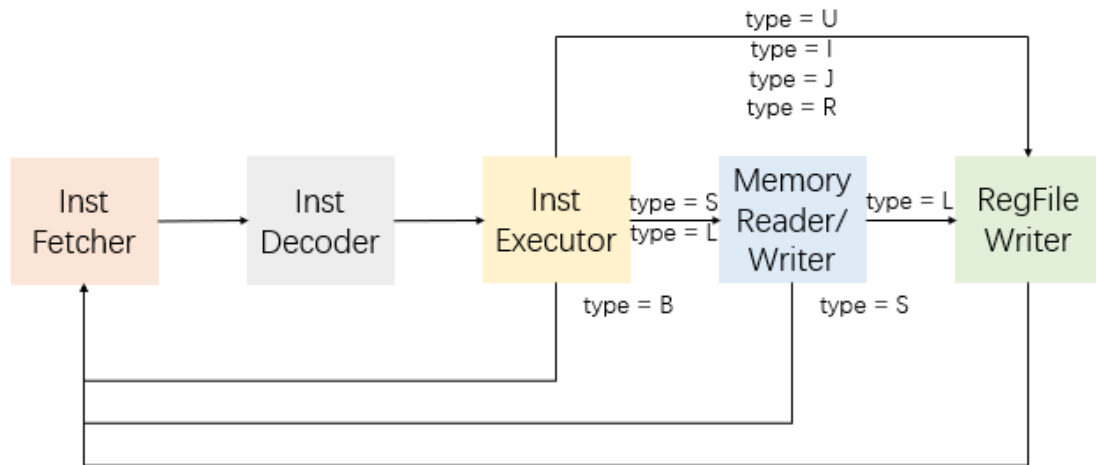 type = U
type = I
type = J
type = R
Inst
Fetcher
Inst
Decoder
Inst
Executor
type = S
type = L
Memory
Reader/
Writer
type = L
RegFile
Writer
type = B
type = S